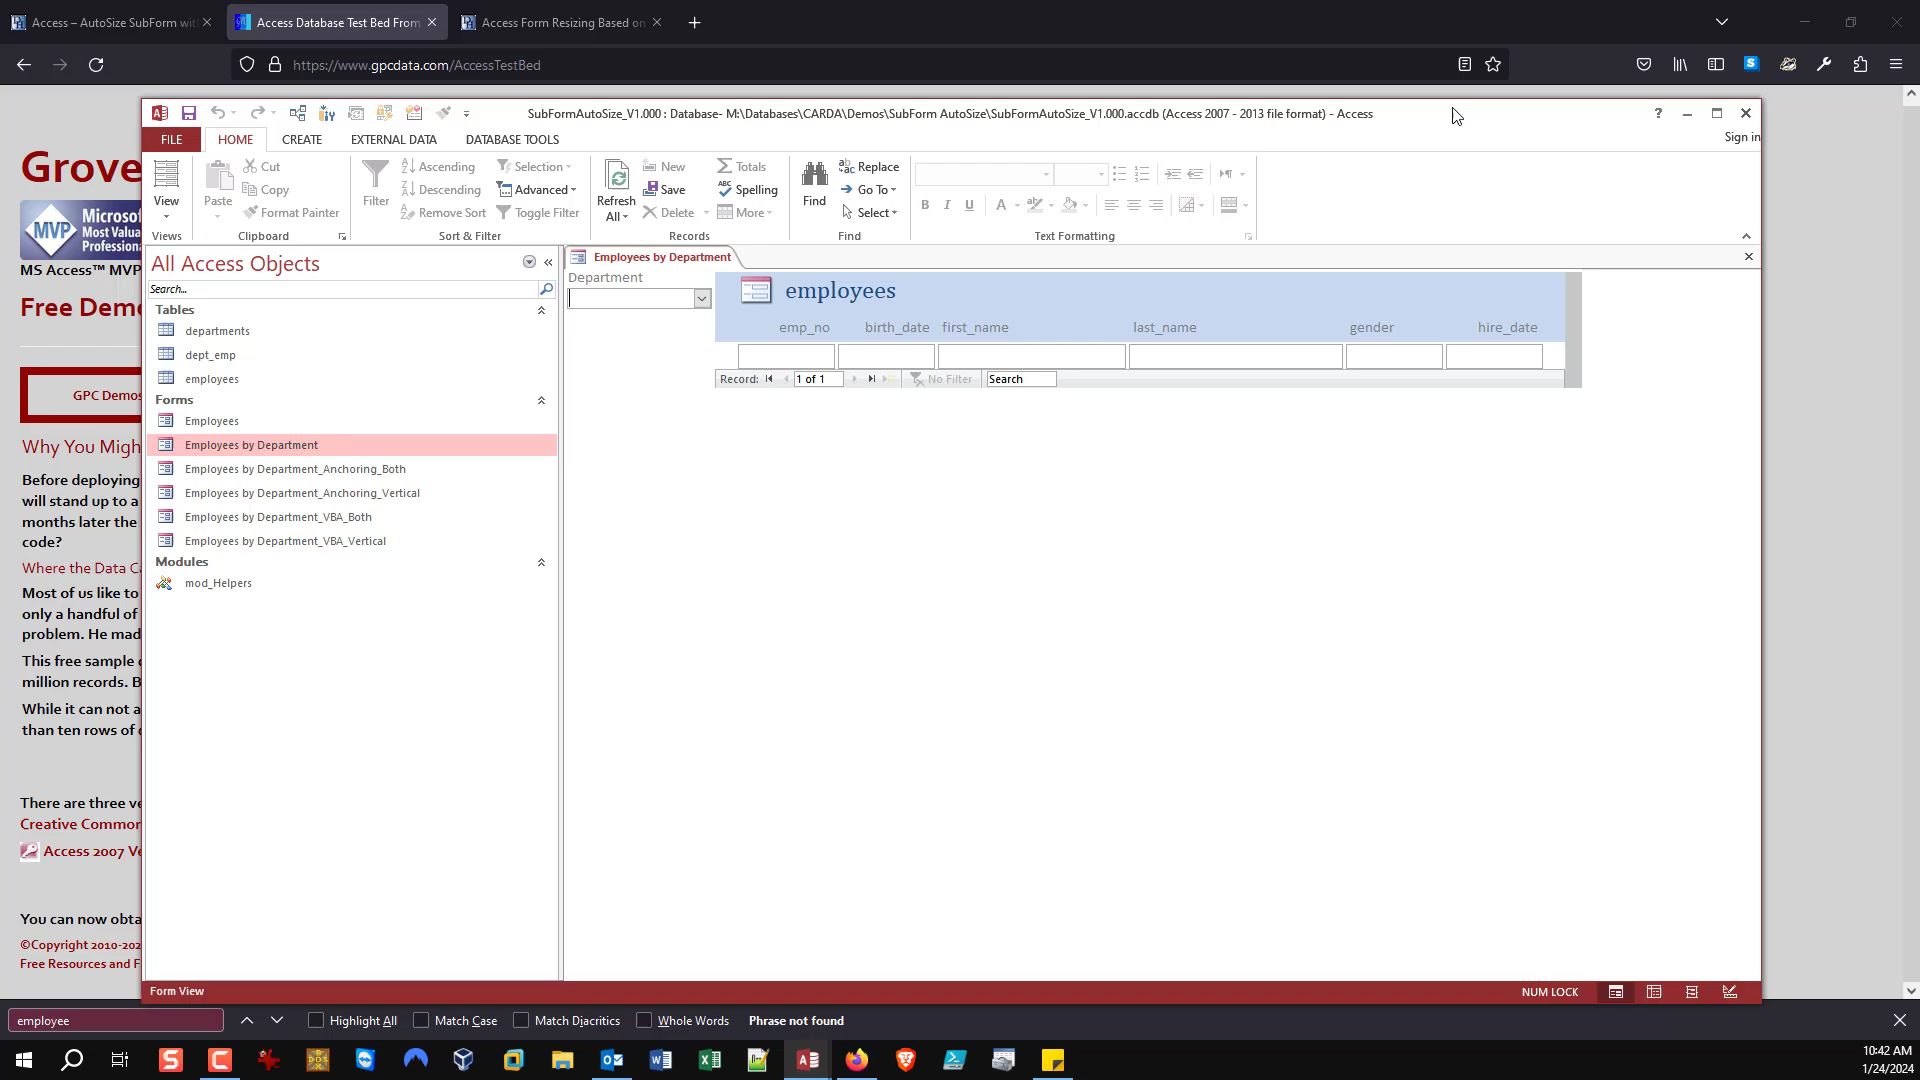 Access – AutoSize SubForm wit
Access Database Test Bed From
Access Form Resizing Based on
https://www.gpcdata.com/AccessTestBed
SubFormAutoSize_V1.000 : Database- M:\Databases\CARDA\Demos\SubForm AutoSize\SubFormAutoSize_V1.000.accdb (Access 2007 - 2013 file format) - Access
?
FILE HOME CREATE EXTERNAL DATA DATABASE TOOLS
Sign in
View
Views
Paste
Cut
Copy
Format Painter
Clipboard
Filter
Ascending
Descending
Remove Sort
Selection
Advanced
Toggle Filter
Sort & Filter
Refresh
All
New
Save
Delete
Totals
Spelling
More
Records
Find
Replace
Go To
Select
Find
B I U A
Text Formatting
All Access Objects
Search...
Tables
departments
dept_emp
employees
Forms
Employees
Employees by Department
Employees by Department_Anchoring_Both
Employees by Department_Anchoring_Vertical
Employees by Department_VBA_Both
Employees by Department_VBA_Vertical
Modules
mod_Helpers
Employees by Department
Department
employees
emp_no birth_date first_name last_name gender hire_date
Record: 1 of 1 No Filter Search
Form View
NUM LOCK
Grove
MVP
Microsof
Most Valua
Professiona
MS Access™ MVP
Free Demo
GPC Demos
Why You Migh
Before deploying
will stand up to a
months later the
code?
Where the Data Ca
Most of us like to
only a handful of
problem. He mad
This free sample
million records. B
While it can not a
than ten rows of
There are three ve
Creative Common
Access 2007 Ve
You can now obta
©Copyright 2010-202
Free Resources and F
employee
Highlight All Match Case Match Diacritics Whole Words Phrase not found
10:42 AM
1/24/2024